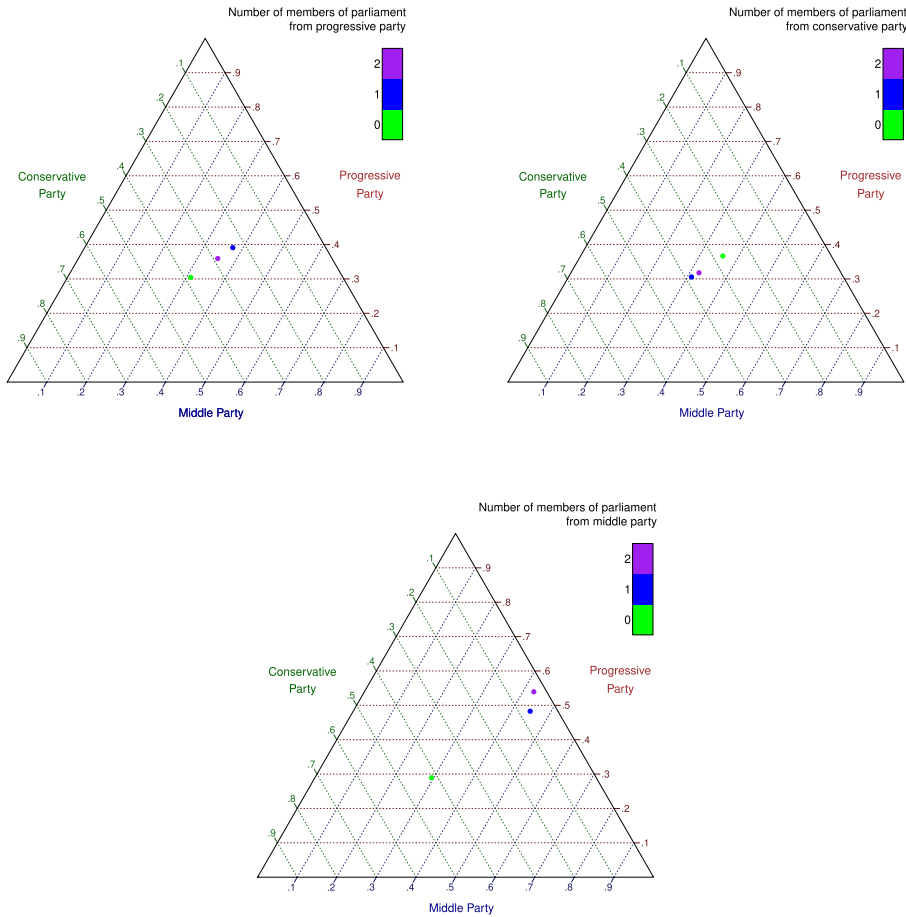 Number of members of parliament
from progressive party
2
1
0
.1
.2
.3
.4
.5
.6
.7
.8
.9
.9
.8
.7
.6
.5
.4
.3
.2
.1
Conservative
Party
Progressive
Party
.1 .2 .3 .4 .5 .6 .7 .8 .9
Middle Party
Number of members of parliament
from conservative party
2
1
0
.1
.2
.3
.4
.5
.6
.7
.8
.9
.9
.8
.7
.6
.5
.4
.3
.2
.1
Conservative
Party
Progressive
Party
.1 .2 .3 .4 .5 .6 .7 .8 .9
Middle Party
Number of members of parliament
from middle party
2
1
0
.1
.2
.3
.4
.5
.6
.7
.8
.9
.9
.8
.7
.6
.5
.4
.3
.2
.1
Conservative
Party
Progressive
Party
.1 .2 .3 .4 .5 .6 .7 .8 .9
Middle Party